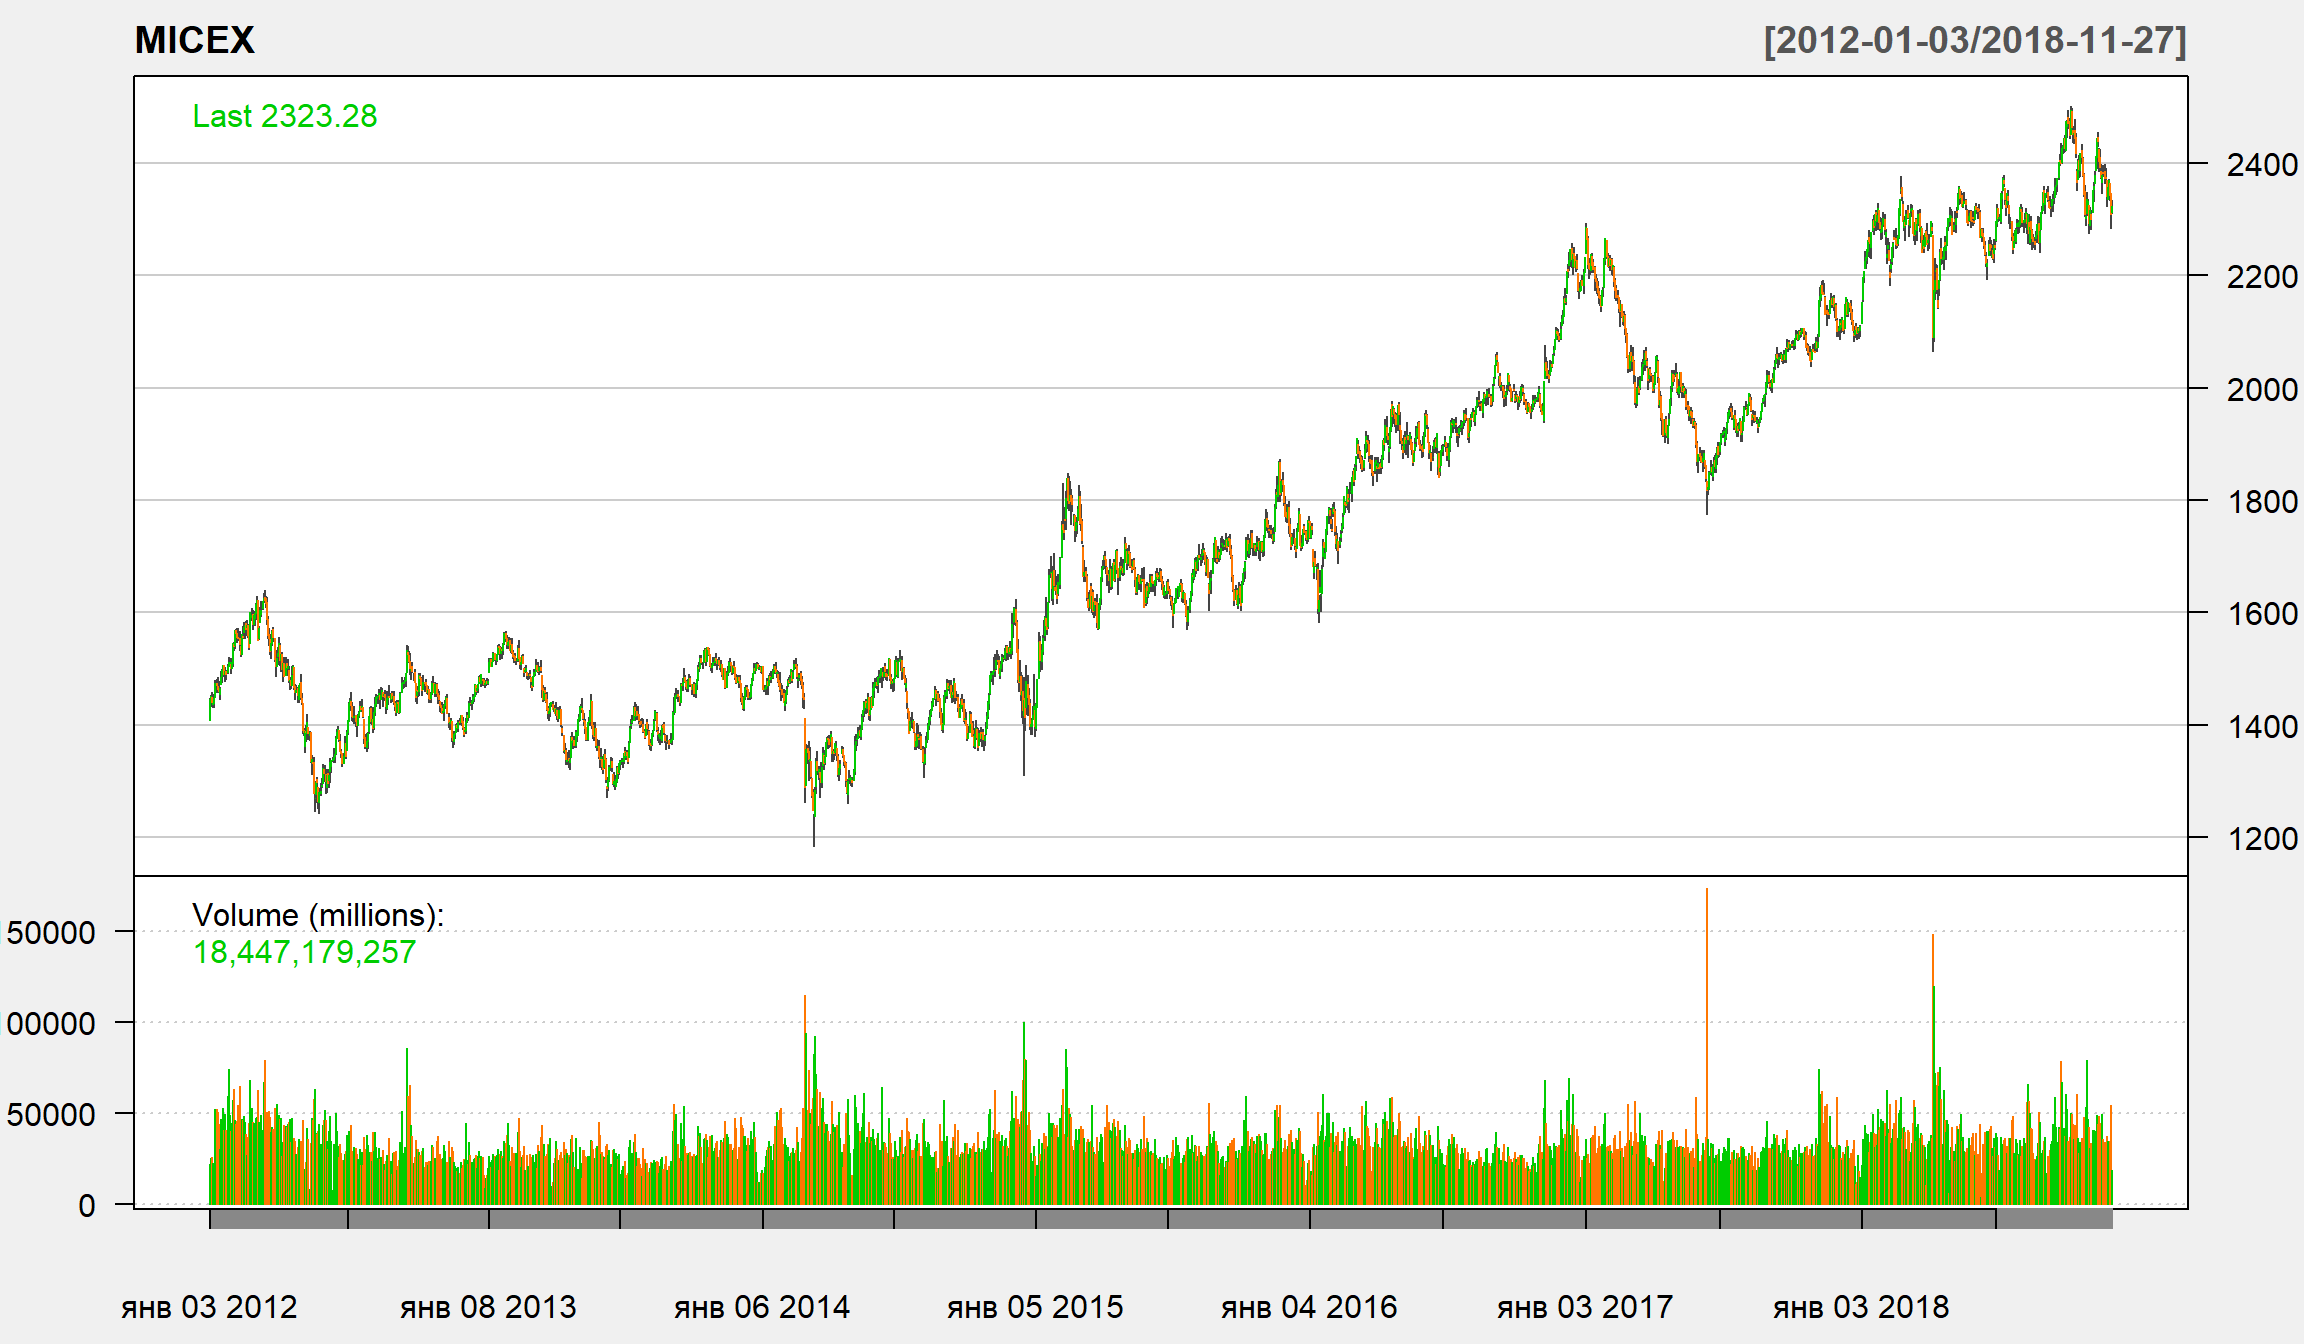 MICEX
[2012-01-03/2018-11-27]
Last 2323.28
2400
2200
2000
1800
1600
1400
1200
Volume (millions):
18,447,179,257
50000
00000
50000
0
янв 03 2012
янв 08 2013
янв 06 2014
янв 05 2015
янв 04 2016
янв 03 2017
янв 03 2018